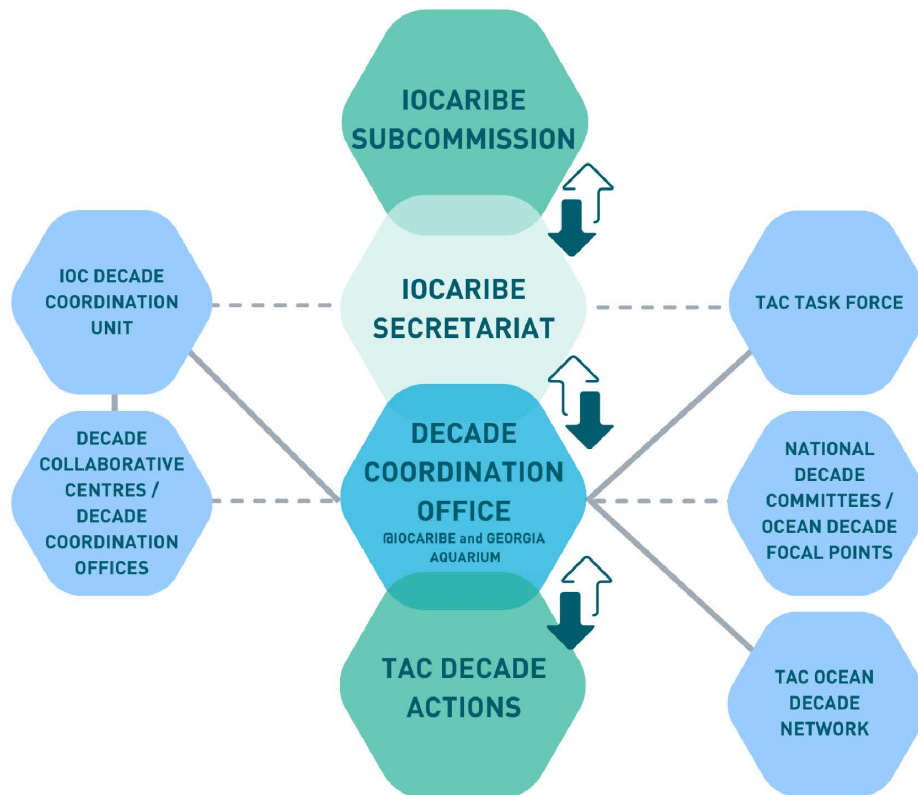 IOCARIBE
SUBCOMMISSION
IOC DECADE
COORDINATION
UNIT
IOCARIBE
SECRETARIAT
TAC TASK FORCE
DECADE
COLLABORATIVE
CENTRES /
DECADE
COORDINATION
OFFICES
DECADE
COORDINATION
OFFICE
@IOCARIBE and GEORGIA
AQUARIUM
NATIONAL
DECADE
COMMITTEES /
OCEAN DECADE
FOCAL POINTS
TAC DECADE
ACTIONS
TAC OCEAN
DECADE
NETWORK